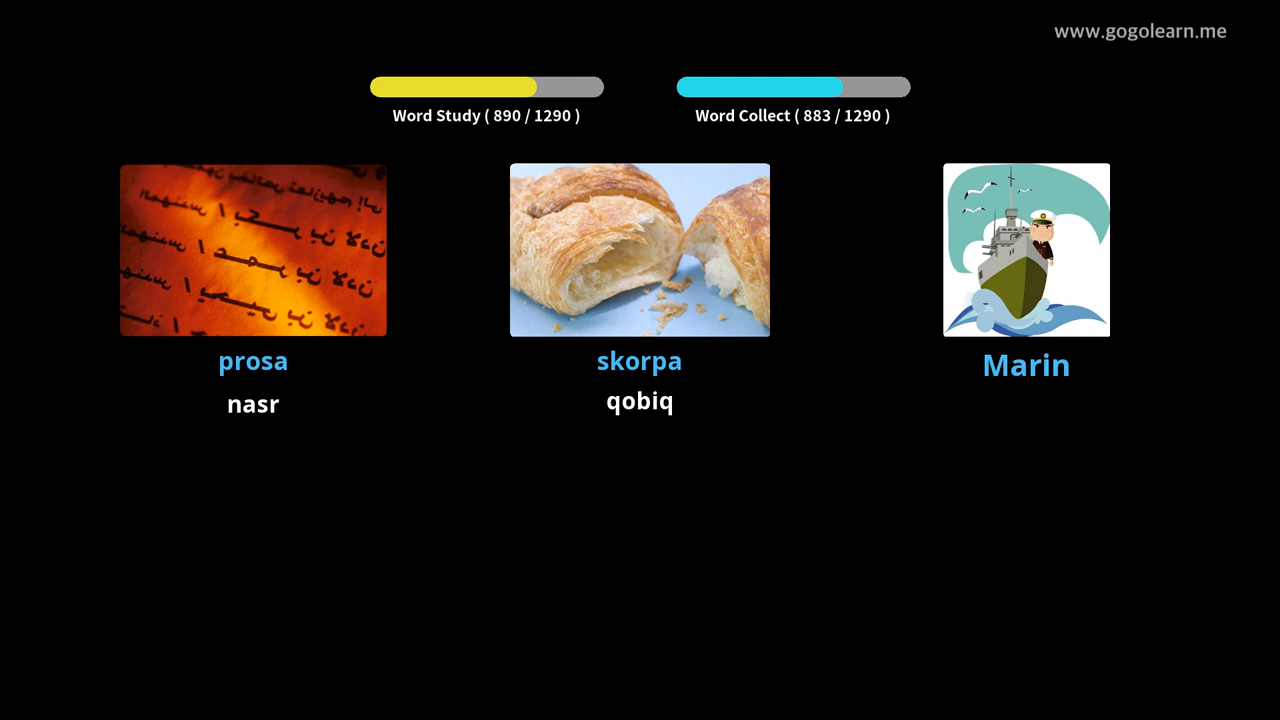 www.gogolearn.me
Word Study ( 890 / 1290 )
Word Collect ( 883 / 1290 )
prosa
nasr
skorpa
qobiq
Marin